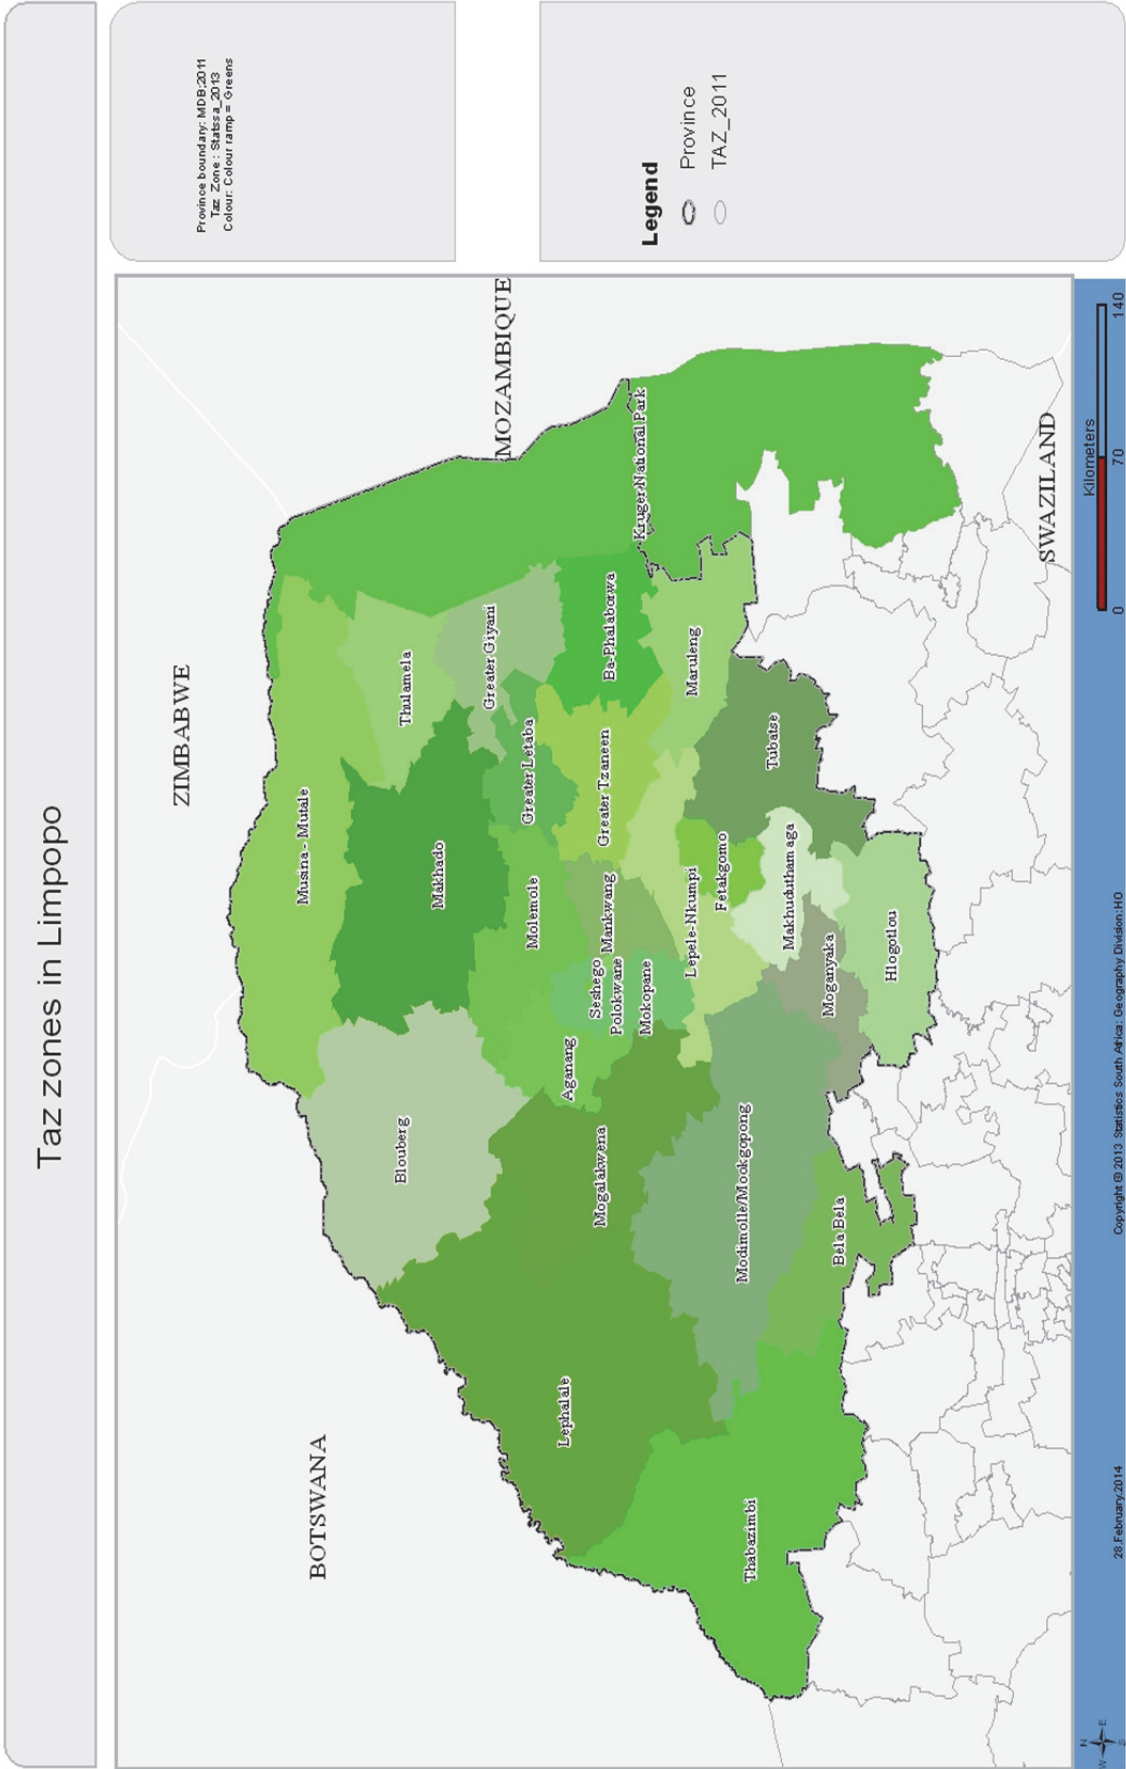 Taz zones in Limpopo
Province boundary: MDB;2011
Taz Zone : Statssa_2013
Colour: Colour ramp = Greens
Legend
Province
TAZ_2011
ZIMBABWE
BOTSWANA
MOZAMBIQUE
SWAZILAND
Musina - Mutale
Thulamela
Makhado
Greater Giyani
Blouberg
Molemole
Greater Letaba
Kruger National Park
Ba-Phalaborwa
Greater Tzaneen
Mankwang
Seshego
Polokwane
Mokopane
Aganang
Mogalakwena
Lephalale
Maruleng
Lepele-Nkumpi
Fetakgomo
Tubatse
Makhudutham aga
Moganyaka
Hlogotlou
Modimolle/Mookgopong
Bela Bela
Thabazimbi
N
W E
S
28.February.2014
Copyright © 2013 Statistics South Africa: Geography Division:HO
Kilometers
0 70 140